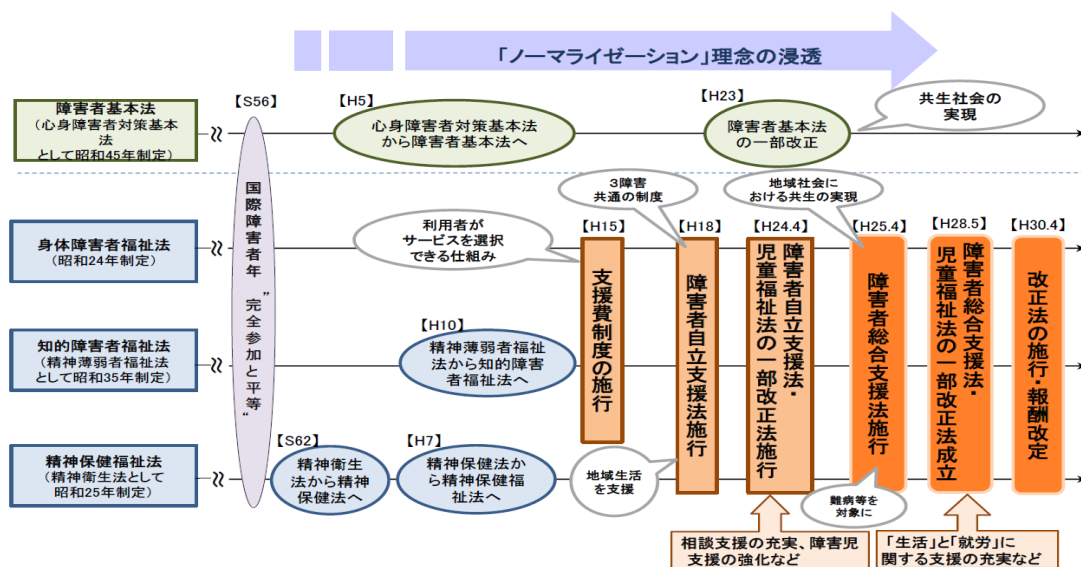 「ノーマライゼーション」理念の浸透
障害者基本法
（心身障害者対策基本
法
として昭和45年制定）
【S56】
国際障害者年 “完全参加と平等“
【H5】
心身障害者対策基本法
から障害者基本法へ
【H23】
障害者基本法
の一部改正
共生社会の
実現
身体障害者福祉法
（昭和24年制定）
利用者が
サービスを選択
できる仕組み
３障害
共通の制度
地域社会に
おける共生の実現
【H15】
支援費制度の施行
【H18】
障害者自立支援法施行
【H24.4】
障害者自立支援法・
児童福祉法の一部改正法施行
【H25.4】
障害者総合支援法施行
【H28.5】
障害者総合支援法・
児童福祉法の一部改正法成立
【H30.4】
改正法の施行・報酬改定
知的障害者福祉法
（精神薄弱者福祉法
として昭和35年制定）
【H10】
精神薄弱者福祉
法から知的障害
者福祉法へ
精神保健福祉法
（精神衛生法として
昭和25年制定）
【S62】
精神衛生
法から精神
保健法へ
【H7】
精神保健法か
ら精神保健福
祉法へ
地域生活
を支援
難病等を
対象に
相談支援の充実、障害児
支援の強化など
「生活」と「就労」に
関する支援の充実など